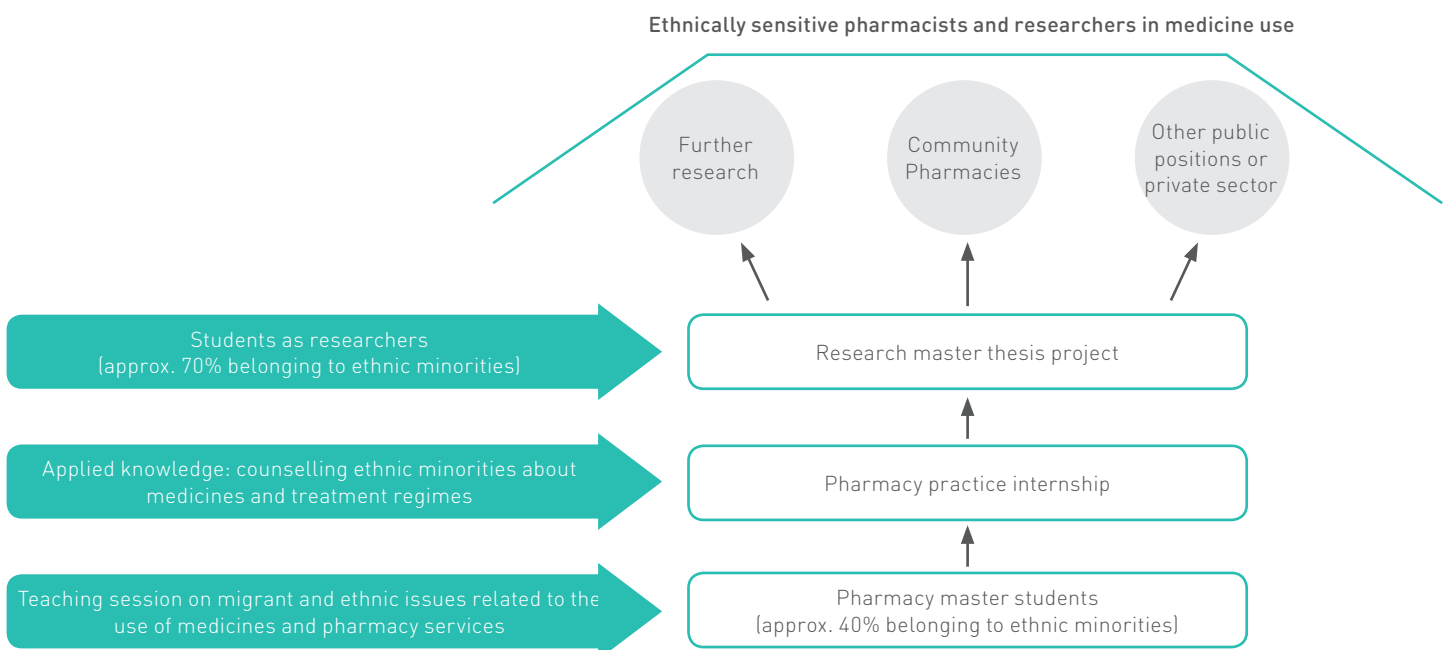 Ethnically sensitive pharmacists and researchers in medicine use
Further
research
Community
Pharmacies
Other public
positions or
private sector
Students as researchers
(approx. 70% belonging to ethnic minorities)
Research master thesis project
Applied knowledge: counselling ethnic minorities about
medicines and treatment regimes
Pharmacy practice internship
Teaching session on migrant and ethnic issues related to the
use of medicines and pharmacy services
Pharmacy master students
(approx. 40% belonging to ethnic minorities)